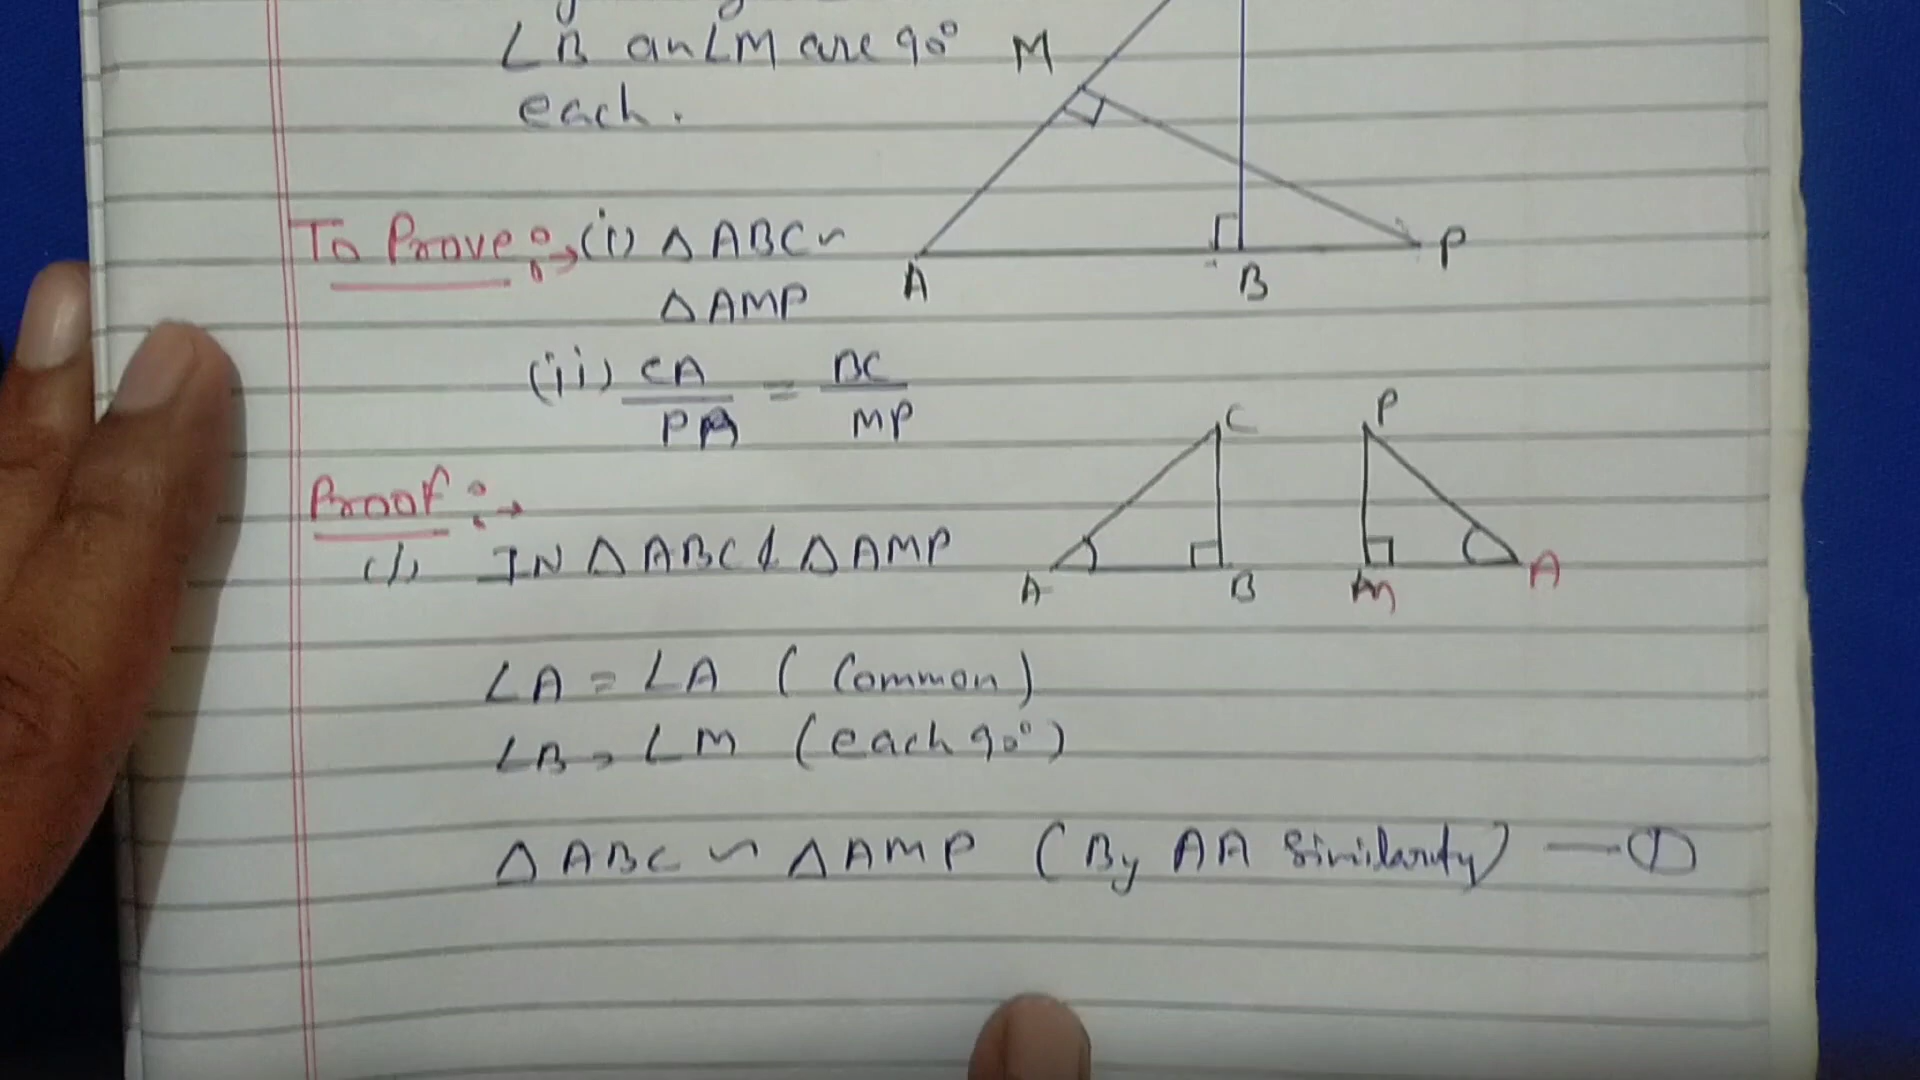 ∠B an∠M are 90°
each.
M
To Prove :→ (i) △ABC ~
△AMP
A
B
P
(ii) CA/PA = BC/MP
C
P
Proof :→
(i) IN △ABC & △AMP
A
B
M
A
∠A = ∠A (Common)
∠B = ∠M (each 90°)
△ABC ~ △AMP (By AA Similarity) — ①